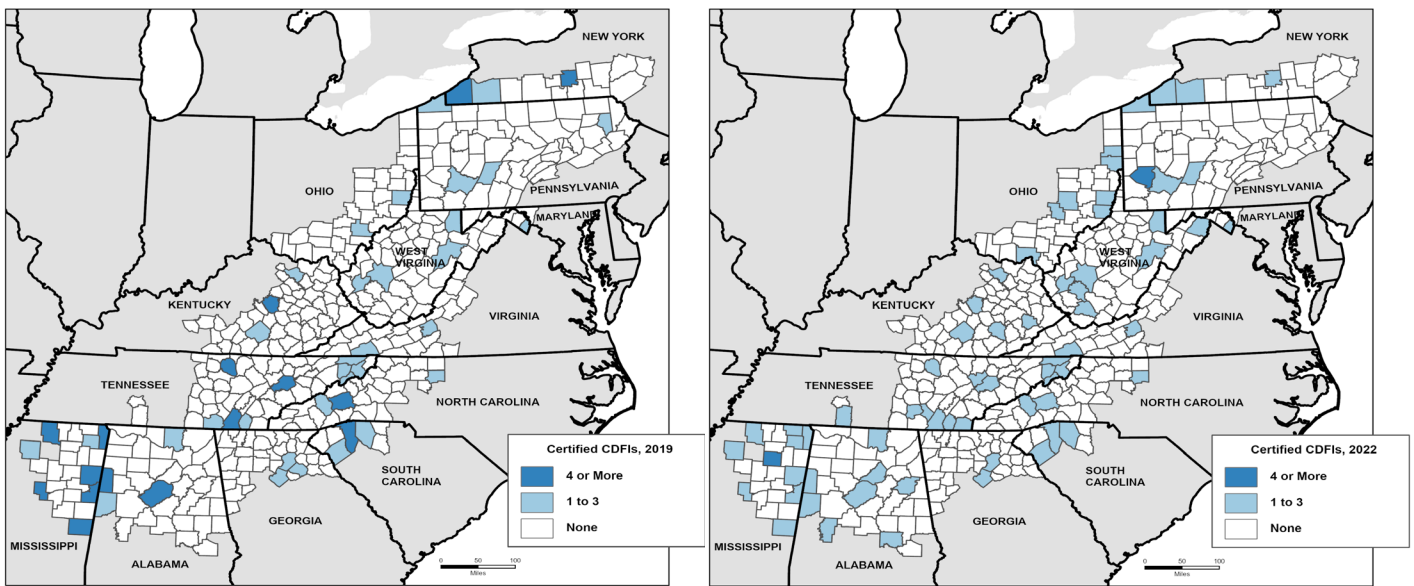 NEW YORK
OHIO
PENNSYLVANIA
MARYLAND
WEST
VIRGINIA
KENTUCKY
VIRGINIA
TENNESSEE
NORTH CAROLINA
SOUTH
CAROLINA
GEORGIA
MISSISSIPPI
ALABAMA
Certified CDFIs, 2019
4 or More
1 to 3
None
0 50 100
Miles
NEW YORK
OHIO
PENNSYLVANIA
MARYLAND
WEST
VIRGINIA
KENTUCKY
VIRGINIA
TENNESSEE
NORTH CAROLINA
SOUTH
CAROLINA
GEORGIA
MISSISSIPPI
ALABAMA
Certified CDFIs, 2022
4 or More
1 to 3
None
0 50 100
Miles